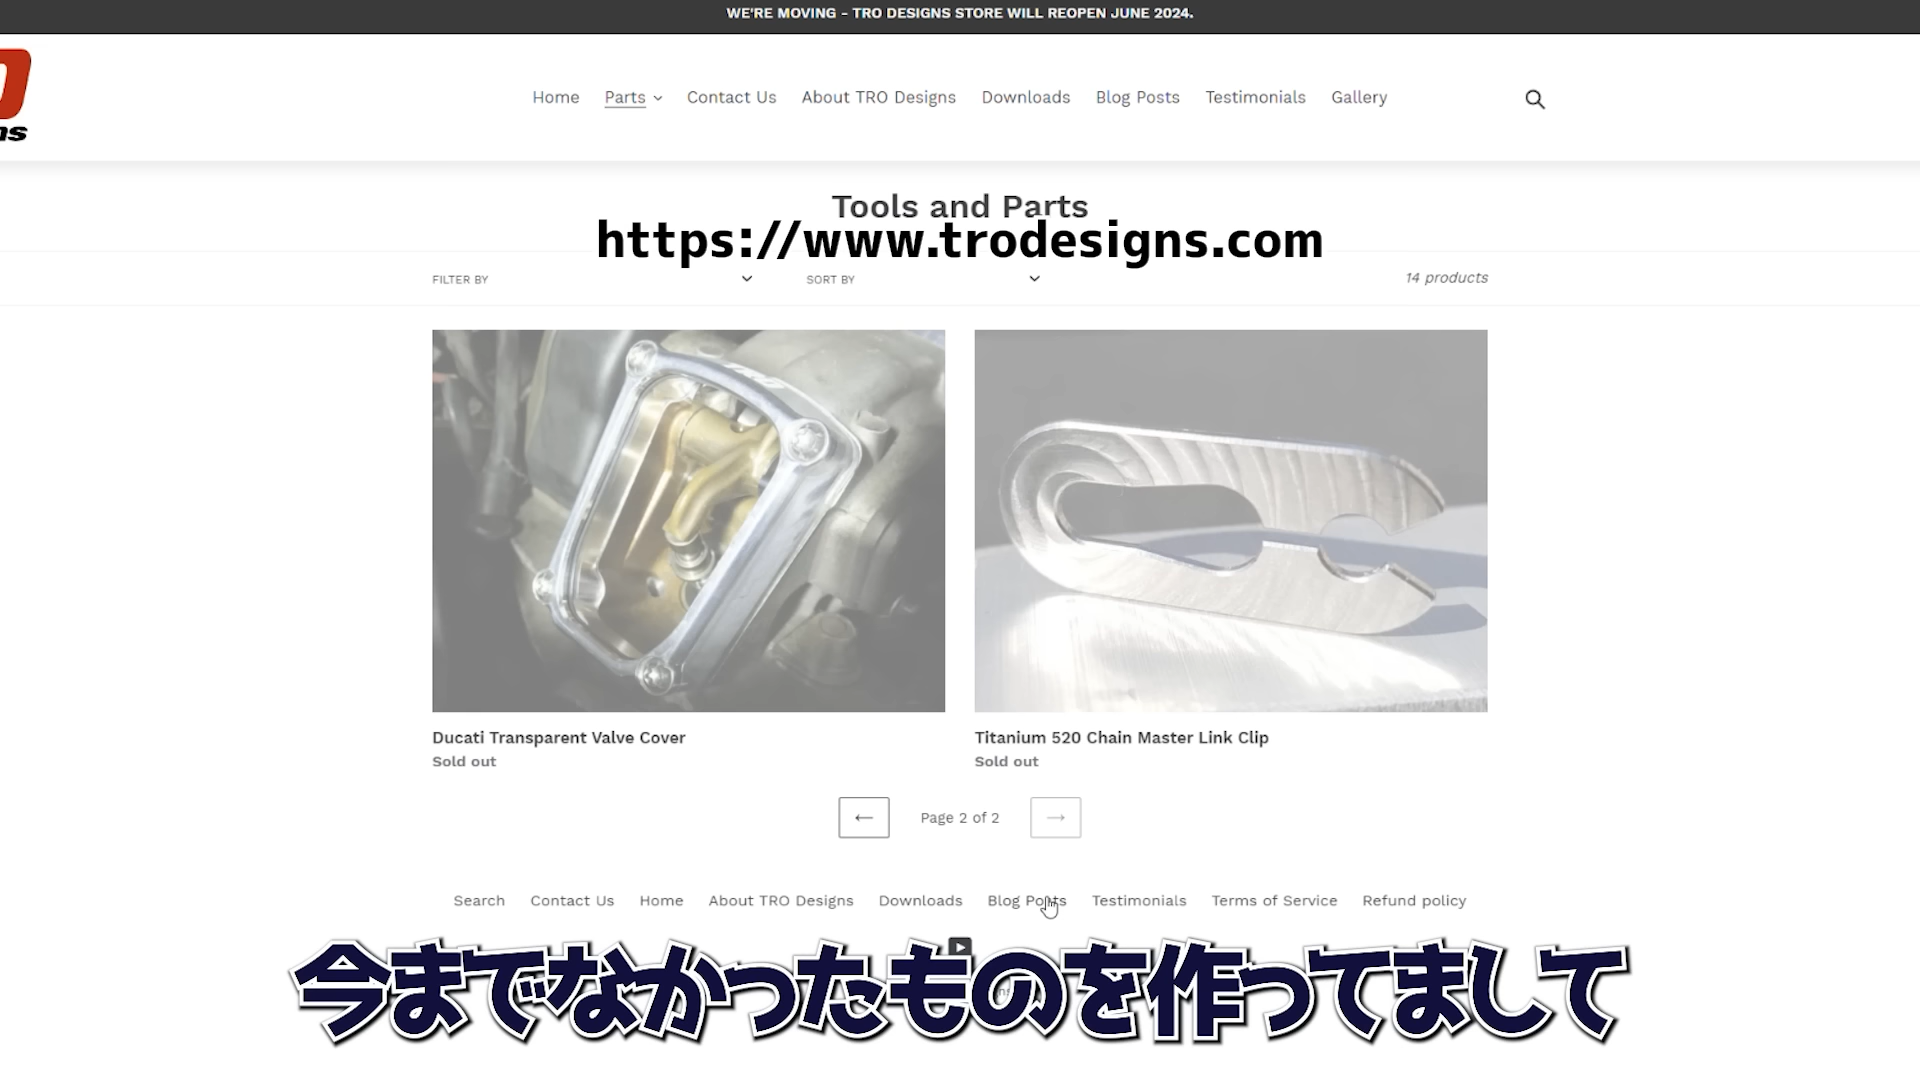 WE'RE MOVING - TRO DESIGNS STORE WILL REOPEN JUNE 2024.
Home Parts Contact Us About TRO Designs Downloads Blog Posts Testimonials Gallery
Tools and Parts
https://www.trodesigns.com
FILTER BY SORT BY 14 products
Ducati Transparent Valve Cover
Sold out
Titanium 520 Chain Master Link Clip
Sold out
← Page 2 of 2 →
Search Contact Us Home About TRO Designs Downloads Blog Posts Testimonials Terms of Service Refund policy
今までなかったものを作ってまして